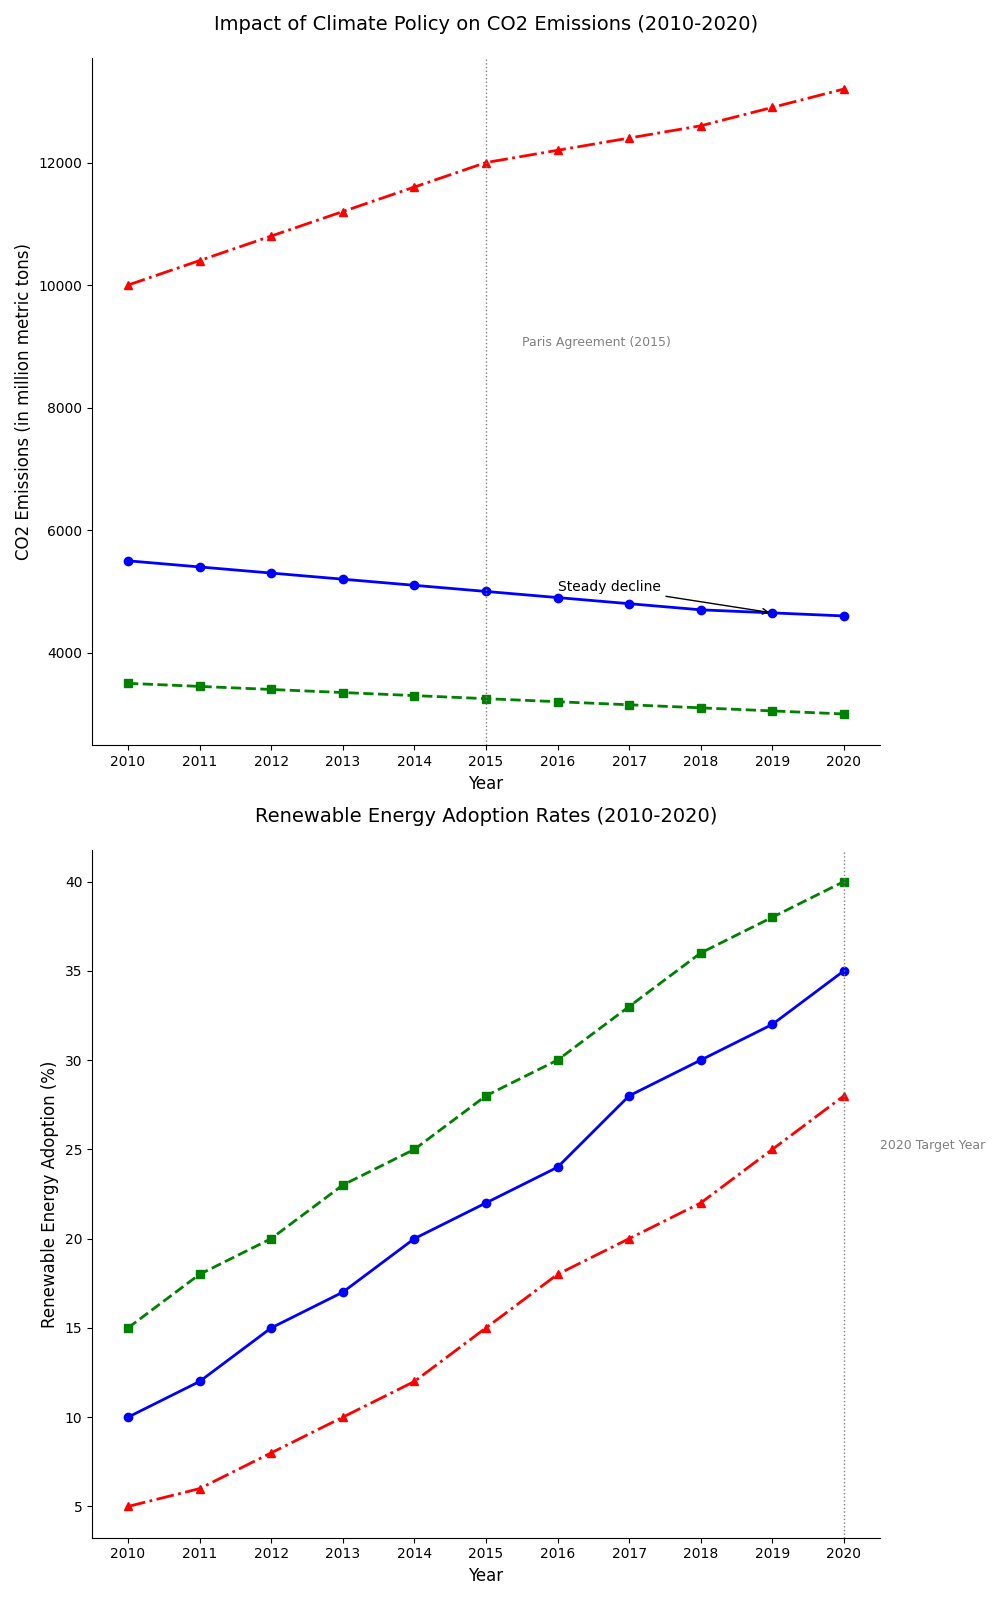 Impact of Climate Policy on CO2 Emissions (2010-2020)
CO2 Emissions (in million metric tons)
12000
10000
8000
6000
4000
Paris Agreement (2015)
Steady decline
2010 2011 2012 2013 2014 2015 2016 2017 2018 2019 2020
Year
Renewable Energy Adoption Rates (2010-2020)
Renewable Energy Adoption (%)
40
35
30
25
20
15
10
5
2020 Target Year
2010 2011 2012 2013 2014 2015 2016 2017 2018 2019 2020
Year